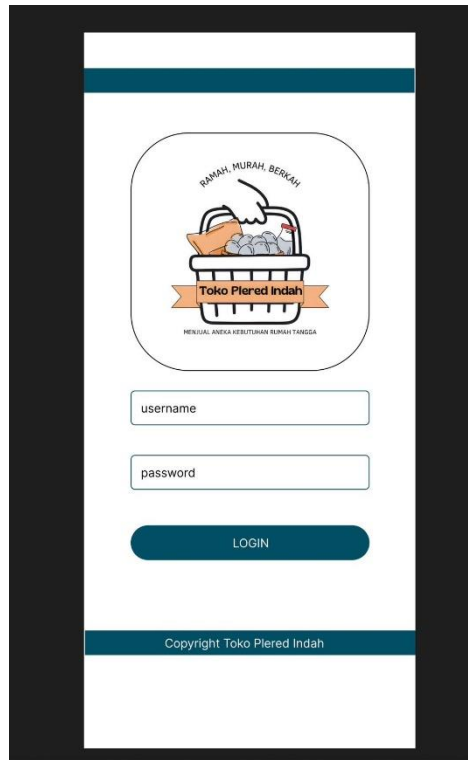 RAMAH, MURAH, BERKAH
Toko Plered Indah
MENJUAL ANEKA KEBUTUHAN RUMAH TANGGA
username
password
LOGIN
Copyright Toko Plered Indah